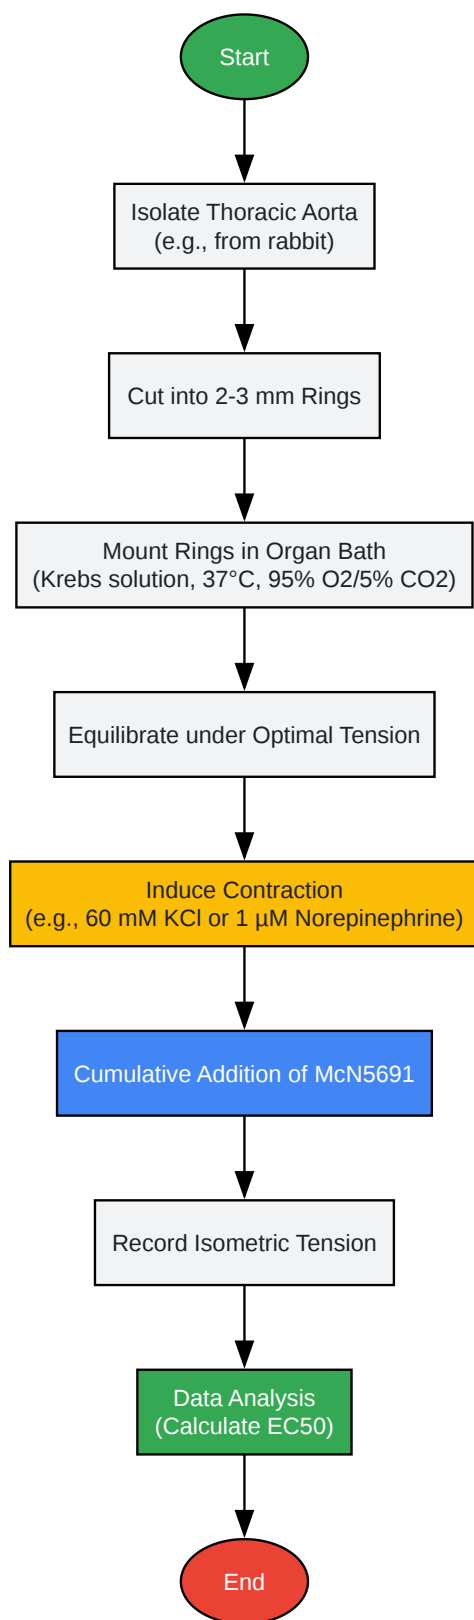 Start
Isolate Thoracic Aorta
(e.g., from rabbit)
Cut into 2-3 mm Rings
Mount Rings in Organ Bath
(Krebs solution, 37°C, 95% O2/5% CO2)
Equilibrate under Optimal Tension
Induce Contraction
(e.g., 60 mM KCl or 1 µM Norepinephrine)
Cumulative Addition of McN5691
Record Isometric Tension
Data Analysis
(Calculate EC50)
End